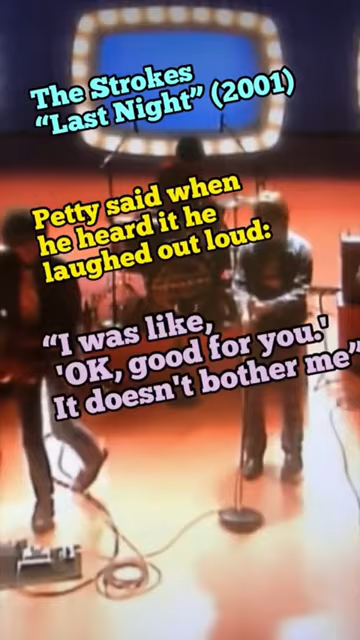 The Strokes
“Last Night” (2001)
Petty said when
he heard it he
laughed out loud:
“I was like,
'OK, good for you.'
It doesn't bother me”